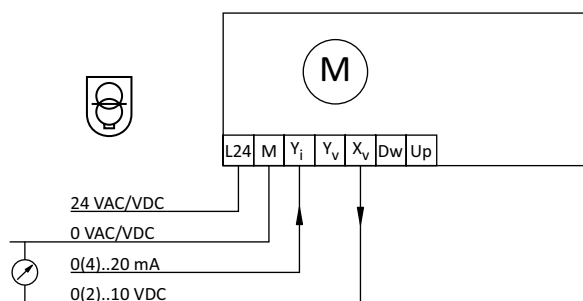 M
L24 M Yi Yv Xv Dw Up
24 VAC/VDC
0 VAC/VDC
0(4)..20 mA
0(2)..10 VDC